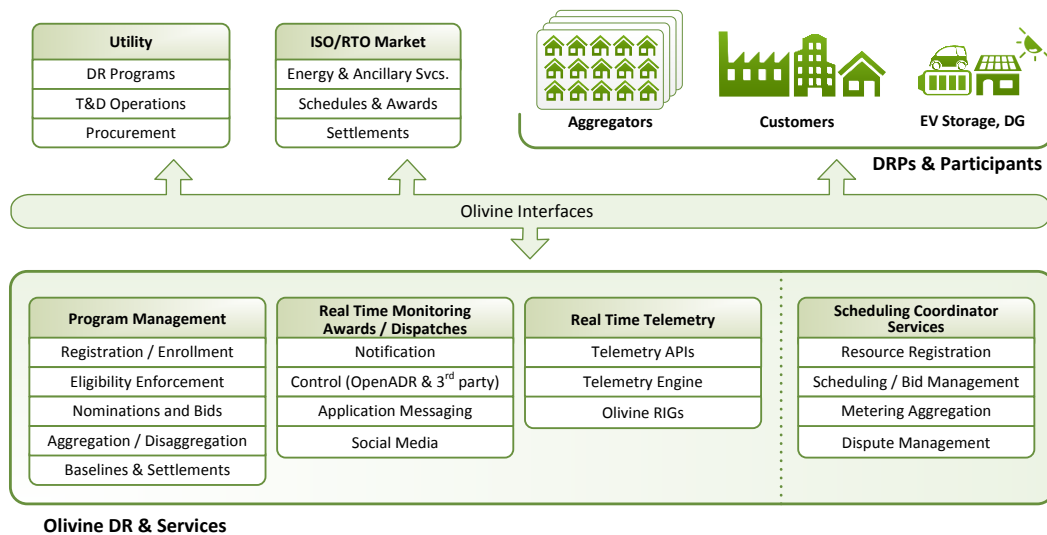 Utility
DR Programs
T&D Operations
Procurement
ISO/RTO Market
Energy & Ancillary Svcs.
Schedules & Awards
Settlements
Aggregators
Customers
EV Storage, DG
DRPs & Participants
Olivine Interfaces
Program Management
Registration / Enrollment
Eligibility Enforcement
Nominations and Bids
Aggregation / Disaggregation
Baselines & Settlements
Real Time Monitoring
Awards / Dispatches
Notification
Control (OpenADR & 3rd party)
Application Messaging
Social Media
Real Time Telemetry
Telemetry APIs
Telemetry Engine
Olivine RIGs
Scheduling Coordinator
Services
Resource Registration
Scheduling / Bid Management
Metering Aggregation
Dispute Management
Olivine DR & Services